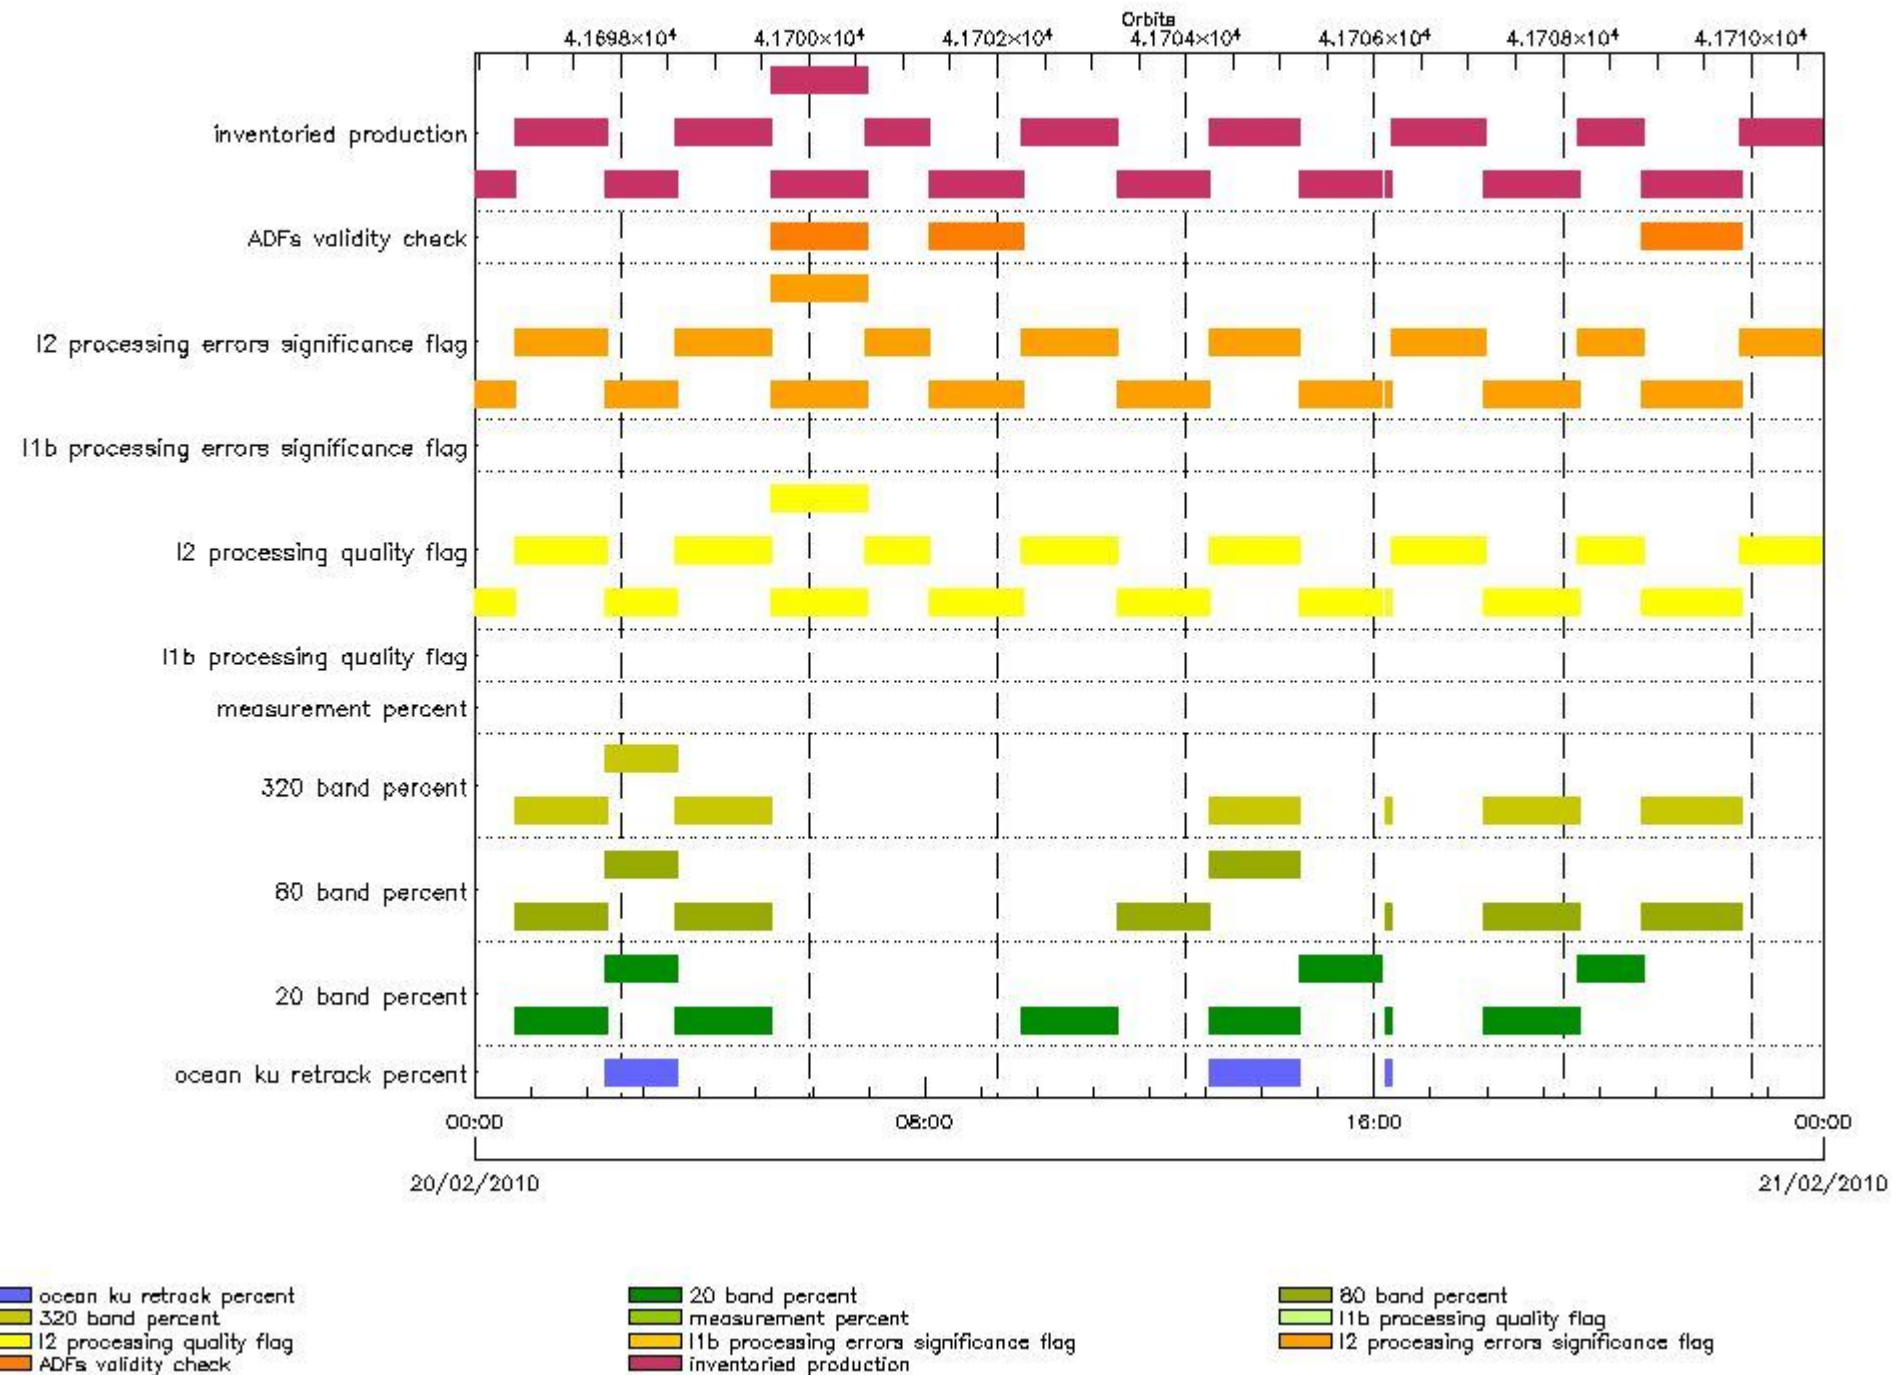 Orbits
4.1698×10⁴ 4.1700×10⁴ 4.1702×10⁴ 4.1704×10⁴ 4.1706×10⁴ 4.1708×10⁴ 4.1710×10⁴
inventoried production
ADFs validity check
l2 processing errors significance flag
l1b processing errors significance flag
l2 processing quality flag
l1b processing quality flag
measurement percent
320 band percent
80 band percent
20 band percent
ocean ku retrack percent
00:00 08:00 16:00 00:00
20/02/2010 21/02/2010
ocean ku retrack percent 20 band percent 80 band percent
320 band percent measurement percent l1b processing quality flag
l2 processing quality flag l1b processing errors significance flag l2 processing errors significance flag
ADFs validity check inventoried production